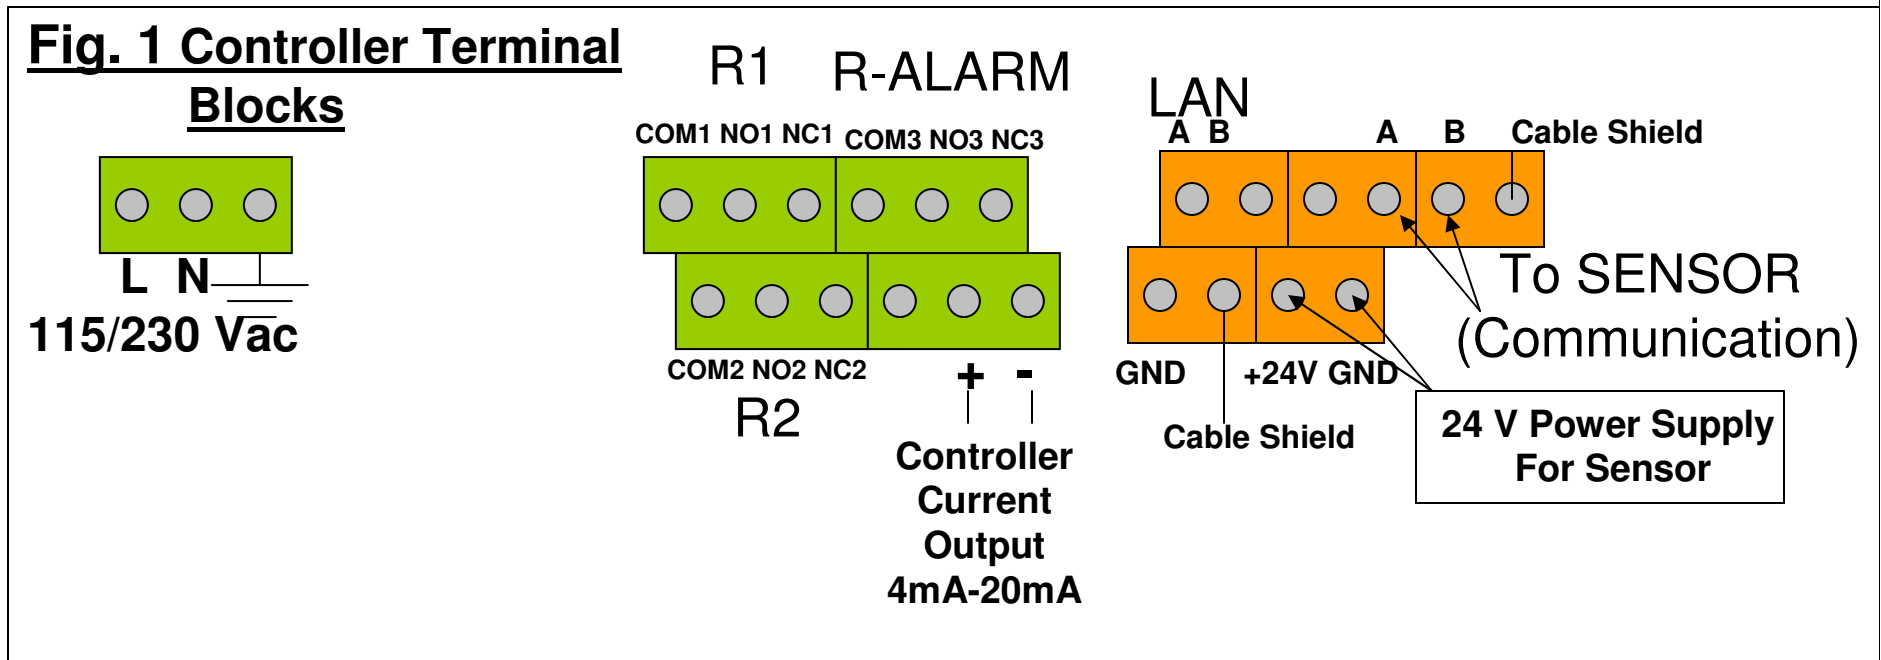 Fig. 1 Controller Terminal
Blocks
L N
115/230 Vac
R1 R-ALARM
COM1 NO1 NC1 COM3 NO3 NC3
COM2 NO2 NC2
R2
+ -
Controller
Current
Output
4mA-20mA
LAN
A B A B Cable Shield
To SENSOR
(Communication)
GND +24V GND
Cable Shield
24 V Power Supply
For Sensor